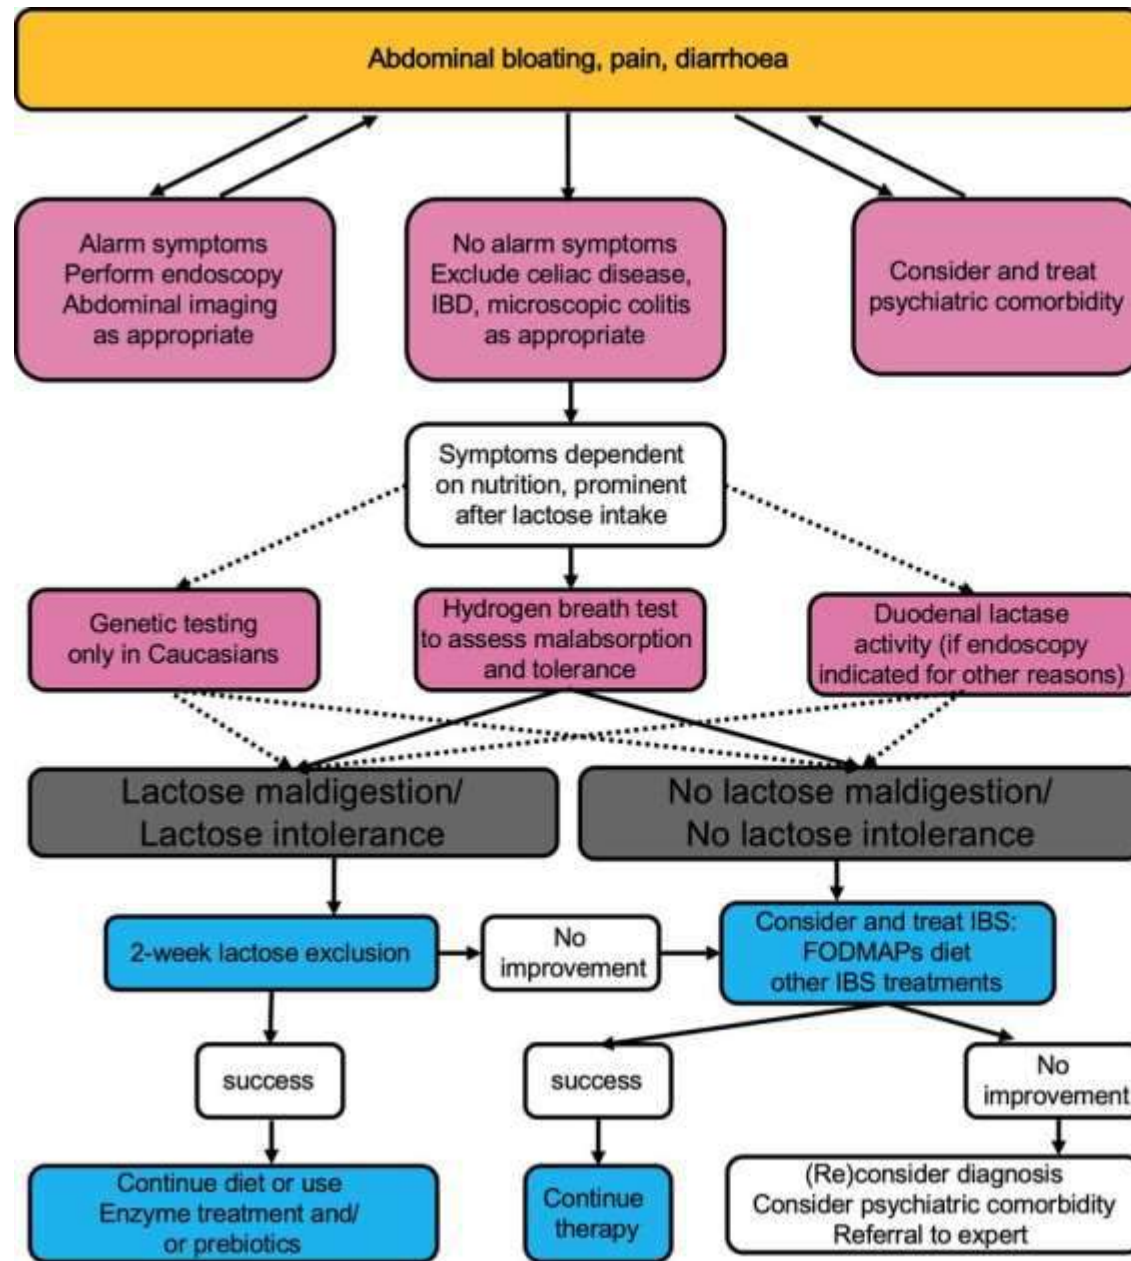 Abdominal bloating, pain, diarrhoea
Alarm symptoms
Perform endoscopy
Abdominal imaging
as appropriate
No alarm symptoms
Exclude celiac disease,
IBD, microscopic colitis
as appropriate
Consider and treat
psychiatric comorbidity
Symptoms dependent
on nutrition, prominent
after lactose intake
Genetic testing
only in Caucasians
Hydrogen breath test
to assess malabsorption
and tolerance
Duodenal lactase
activity (if endoscopy
indicated for other reasons)
Lactose maldigestion/
Lactose intolerance
No lactose maldigestion/
No lactose intolerance
2-week lactose exclusion
No
improvement
Consider and treat IBS:
FODMAPs diet
other IBS treatments
success
success
No
improvement
Continue diet or use
Enzyme treatment and/
or prebiotics
Continue
therapy
(Re)consider diagnosis
Consider psychiatric comorbidity
Referral to expert